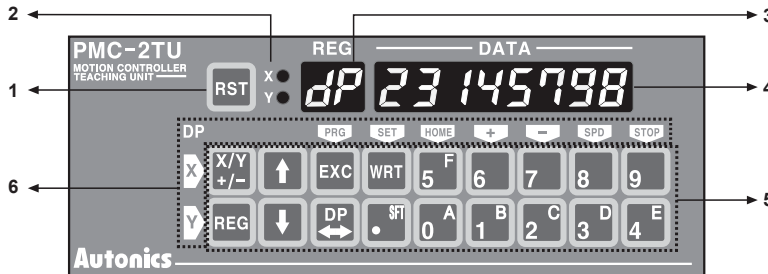 2 3
PMC-2TU REG DATA
MOTION CONTROLLER
TEACHING UNIT
1 RST X Y dP 23145798 4
DP PRG SET HOME + - SPD STOP
6 X X/Y +/- ↑ EXC WRT 5 F 6 7 8 9 5
Y REG ↓ DP ↔ • SFT 0 A 1 B 2 C 3 D 4 E
Autonics